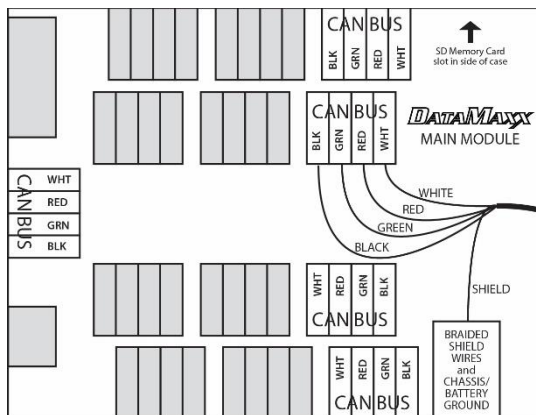 CAN BUS
BLK GRN RED WHT
SD Memory Card
slot in side of case
CAN BUS
BLK GRN RED WHT
DATAMAXX
MAIN MODULE
CAN BUS
WHT
RED
GRN
BLK
WHITE
RED
GREEN
BLACK
SHIELD
WHT RED GRN BLK
CAN BUS
WHT RED GRN BLK
CAN BUS
BRAIDED
SHIELD
WIRES
and
CHASSIS/
BATTERY
GROUND